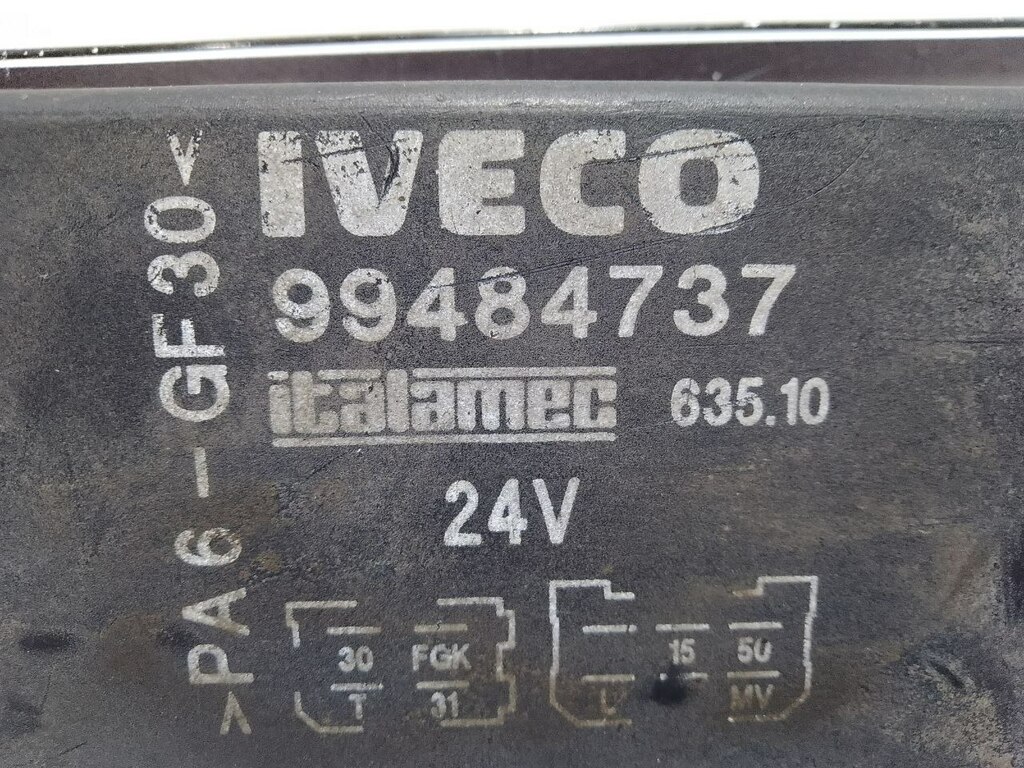 IVECO
99484737
italamec 635.10
24V
>PA6-GF30<
30 FGK
T 31
15 50
L MV